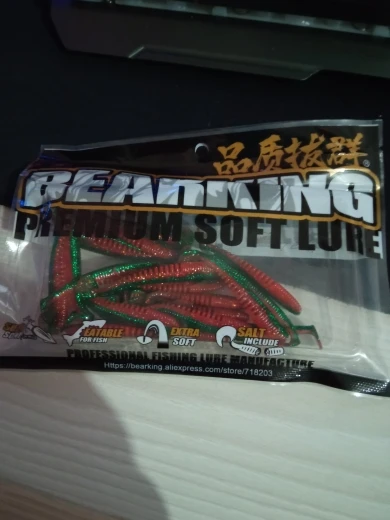 品质拔群
BEARKING
PREMIUM SOFT LURE
EATABLE
FOR FISH
EXTRA
SOFT
SALT
INCLUDE
PROFESSIONAL FISHING LURE MANUFACTURE
Https://bearking.aliexpress.com/store/718203